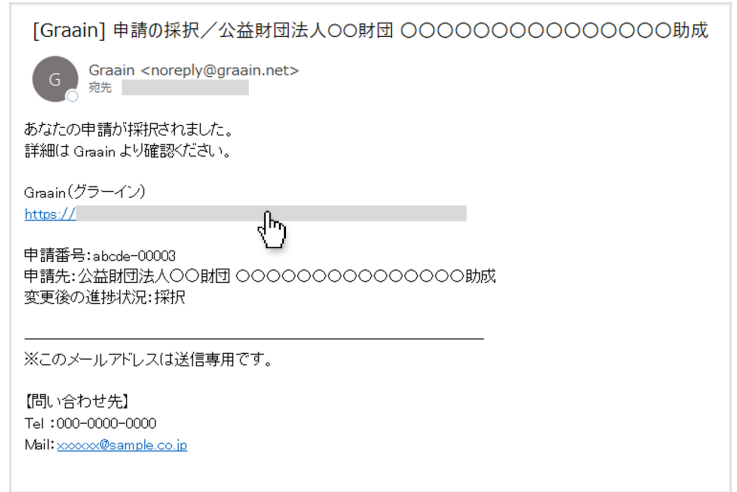 [Graain] 申請の採択／公益財団法人○○財団 ○○○○○○○○○○○○○○○助成
G
Graain <noreply@graain.net>
宛先
あなたの申請が採択されました。
詳細は Graain より確認ください。
Graain（グラーイン）
https://
申請番号：abcde-00003
申請先：公益財団法人○○財団 ○○○○○○○○○○○○○○○助成
変更後の進捗状況：採択
※このメールアドレスは送信専用です。
【問い合わせ先】
Tel ：000-0000-0000
Mail：xxxxxx@sample.co.jp